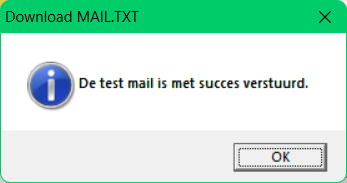 Download MAIL.TXT
De test mail is met succes verstuurd.
OK